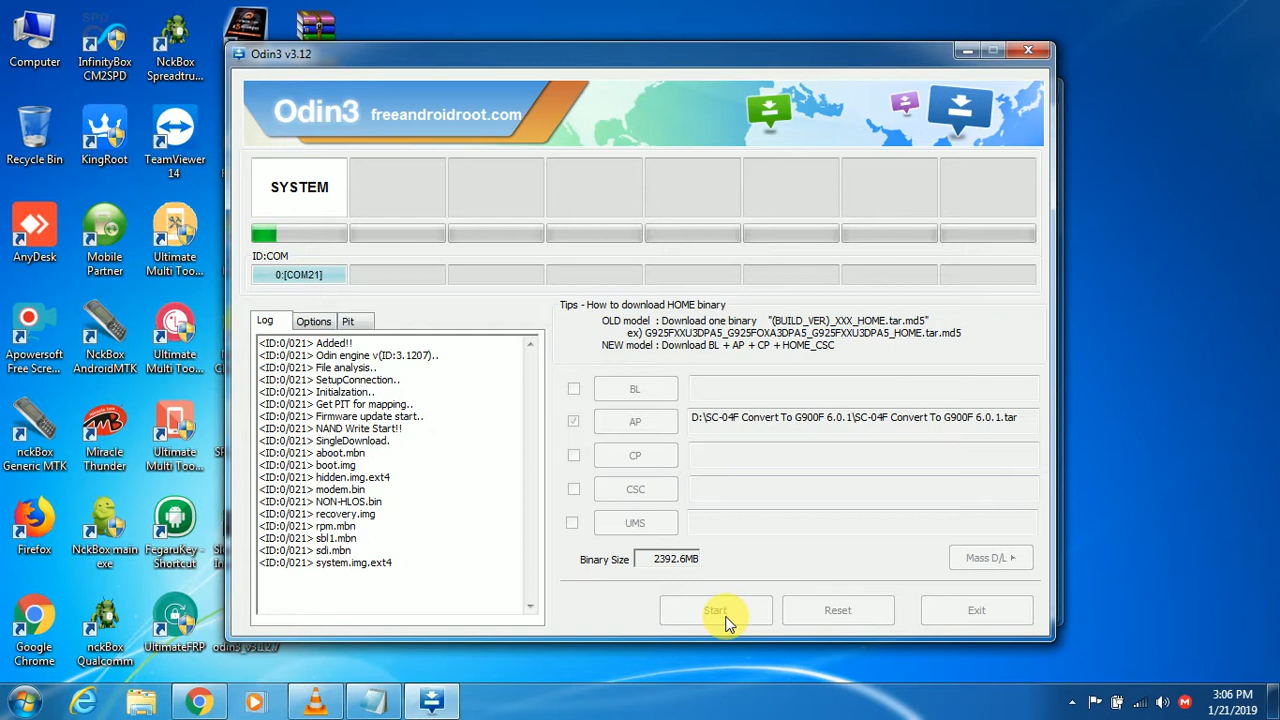 Computer
SPD
InfinityBox
CM2SPD
NckBox
Spreadtru...
Recycle Bin
KingRoot
TeamViewer
14
AnyDesk
Mobile
Partner
Ultimate
Multi Too...
Apowersoft
Free Scre...
NckBox
AndroidMTK
Ultimate
Multi Too...
nckBox
Generic MTK
Miracle
Thunder
Ultimate
Multi Too...
Firefox
NckBox main
exe
FegaruKey -
Shortcut
Google
Chrome
nckBox
Qualcomm
UltimateFRP
odin3_v3.12.7
Odin3 v3.12
Odin3 freeandroidroot.com
SYSTEM
ID:COM
0:[COM21]
Log
Options
Pit
<ID:0/021> Added!!
<ID:0/021> Odin engine v(ID:3.1207)..
<ID:0/021> File analysis..
<ID:0/021> SetupConnection..
<ID:0/021> Initialzation..
<ID:0/021> Get PIT for mapping..
<ID:0/021> Firmware update start..
<ID:0/021> NAND Write Start!!
<ID:0/021> SingleDownload.
<ID:0/021> aboot.mbn
<ID:0/021> boot.img
<ID:0/021> hidden.img.ext4
<ID:0/021> modem.bin
<ID:0/021> NON-HLOS.bin
<ID:0/021> recovery.img
<ID:0/021> rpm.mbn
<ID:0/021> sbl1.mbn
<ID:0/021> sdi.mbn
<ID:0/021> system.img.ext4
Tips - How to download HOME binary
OLD model : Download one binary "(BUILD_VER)_XXX_HOME.tar.md5"
ex) G925FXXU3DPA5_G925FOXA3DPA5_G925FXXU3DPA5_HOME.tar.md5
NEW model : Download BL + AP + CP + HOME_CSC
BL
AP
D:\SC-04F Convert To G900F 6.0.1\SC-04F Convert To G900F 6.0.1.tar
CP
CSC
UMS
Binary Size
2392.6MB
Mass D/L
Start
Reset
Exit
3:06 PM
1/21/2019